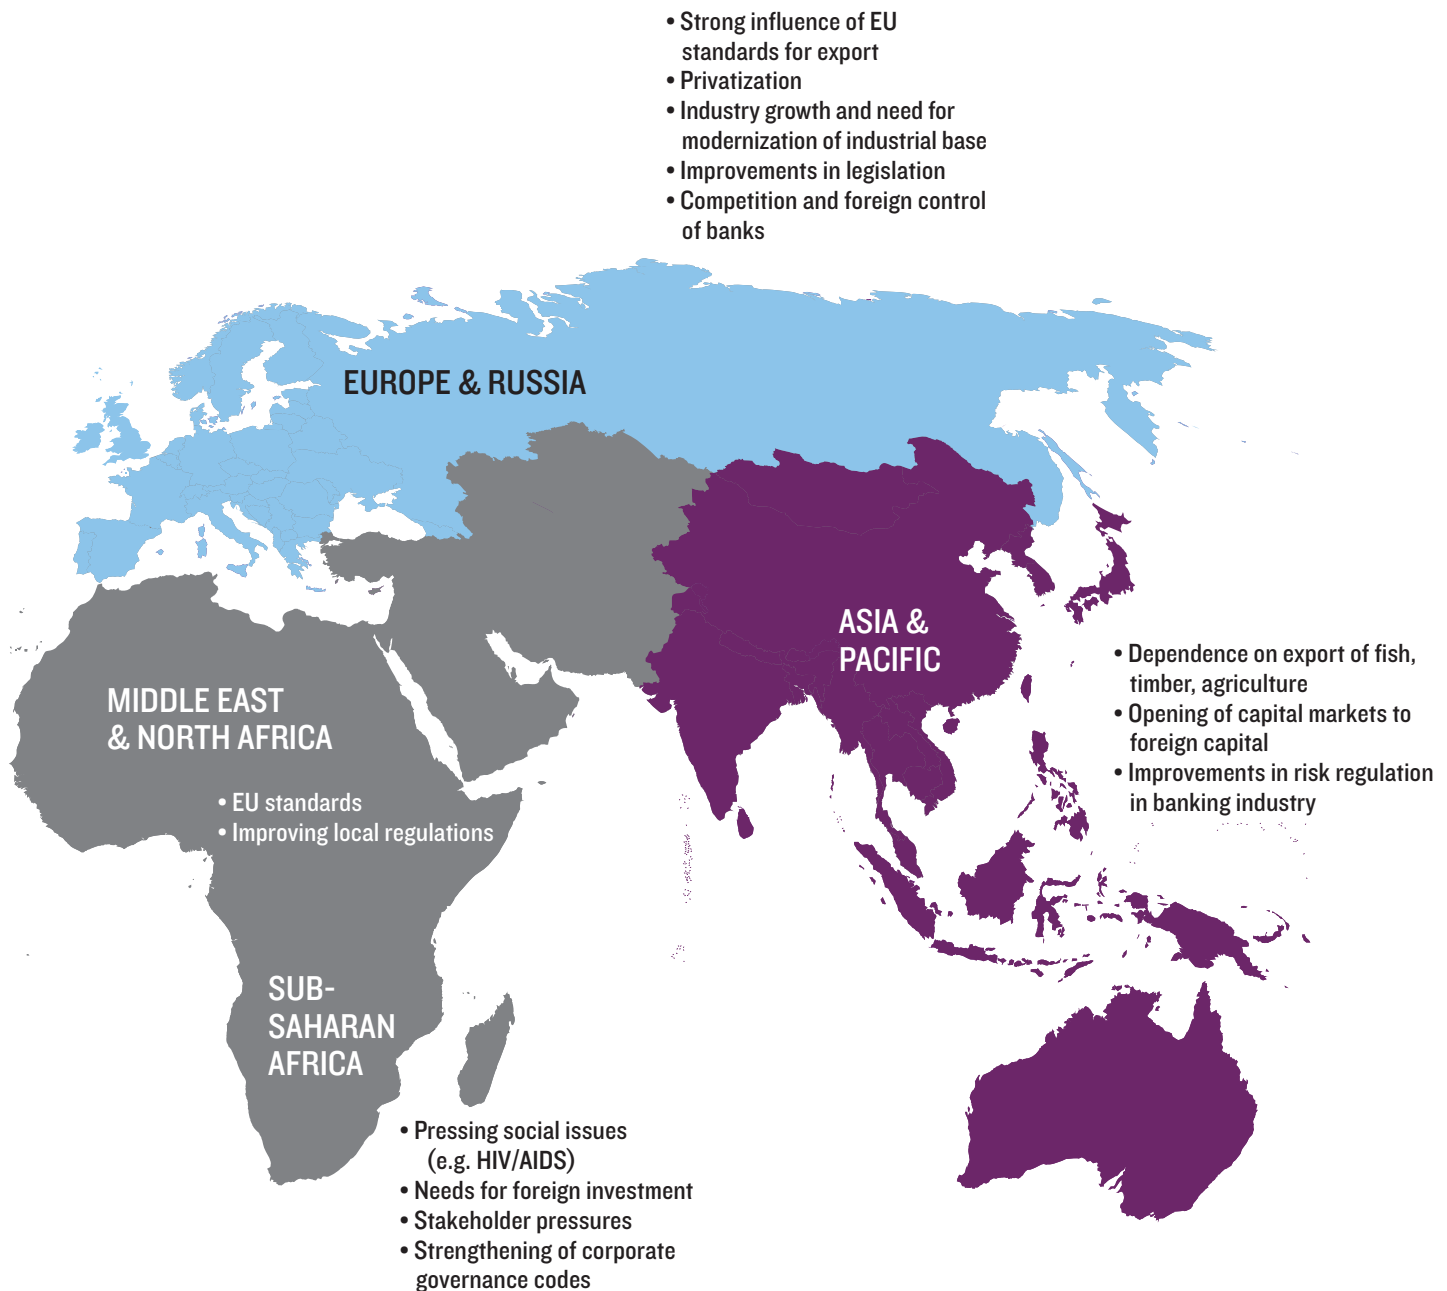 • Strong influence of EU
standards for export
• Privatization
• Industry growth and need for
modernization of industrial base
• Improvements in legislation
• Competition and foreign control
of banks
EUROPE & RUSSIA
ASIA &
PACIFIC
• Dependence on export of fish,
timber, agriculture
• Opening of capital markets to
foreign capital
• Improvements in risk regulation
in banking industry
MIDDLE EAST
& NORTH AFRICA
• EU standards
• Improving local regulations
SUB-
SAHARAN
AFRICA
• Pressing social issues
(e.g. HIV/AIDS)
• Needs for foreign investment
• Stakeholder pressures
• Strengthening of corporate
governance codes